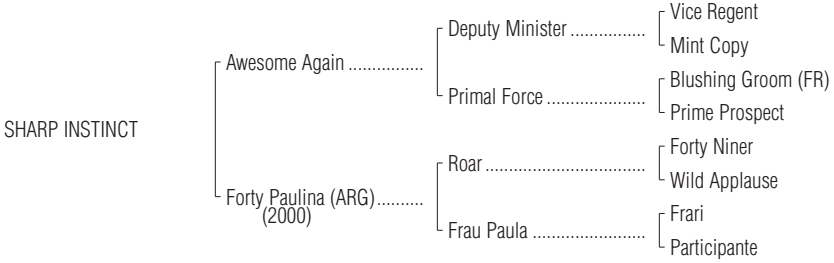 Vice Regent
Deputy Minister ................
Mint Copy
Awesome Again ................
Blushing Groom (FR)
Primal Force .....................
Prime Prospect
SHARP INSTINCT
Forty Niner
Roar..................................
Wild Applause
Forty Paulina (ARG)..........
(2000)
Frari
Frau Paula ........................
Participante